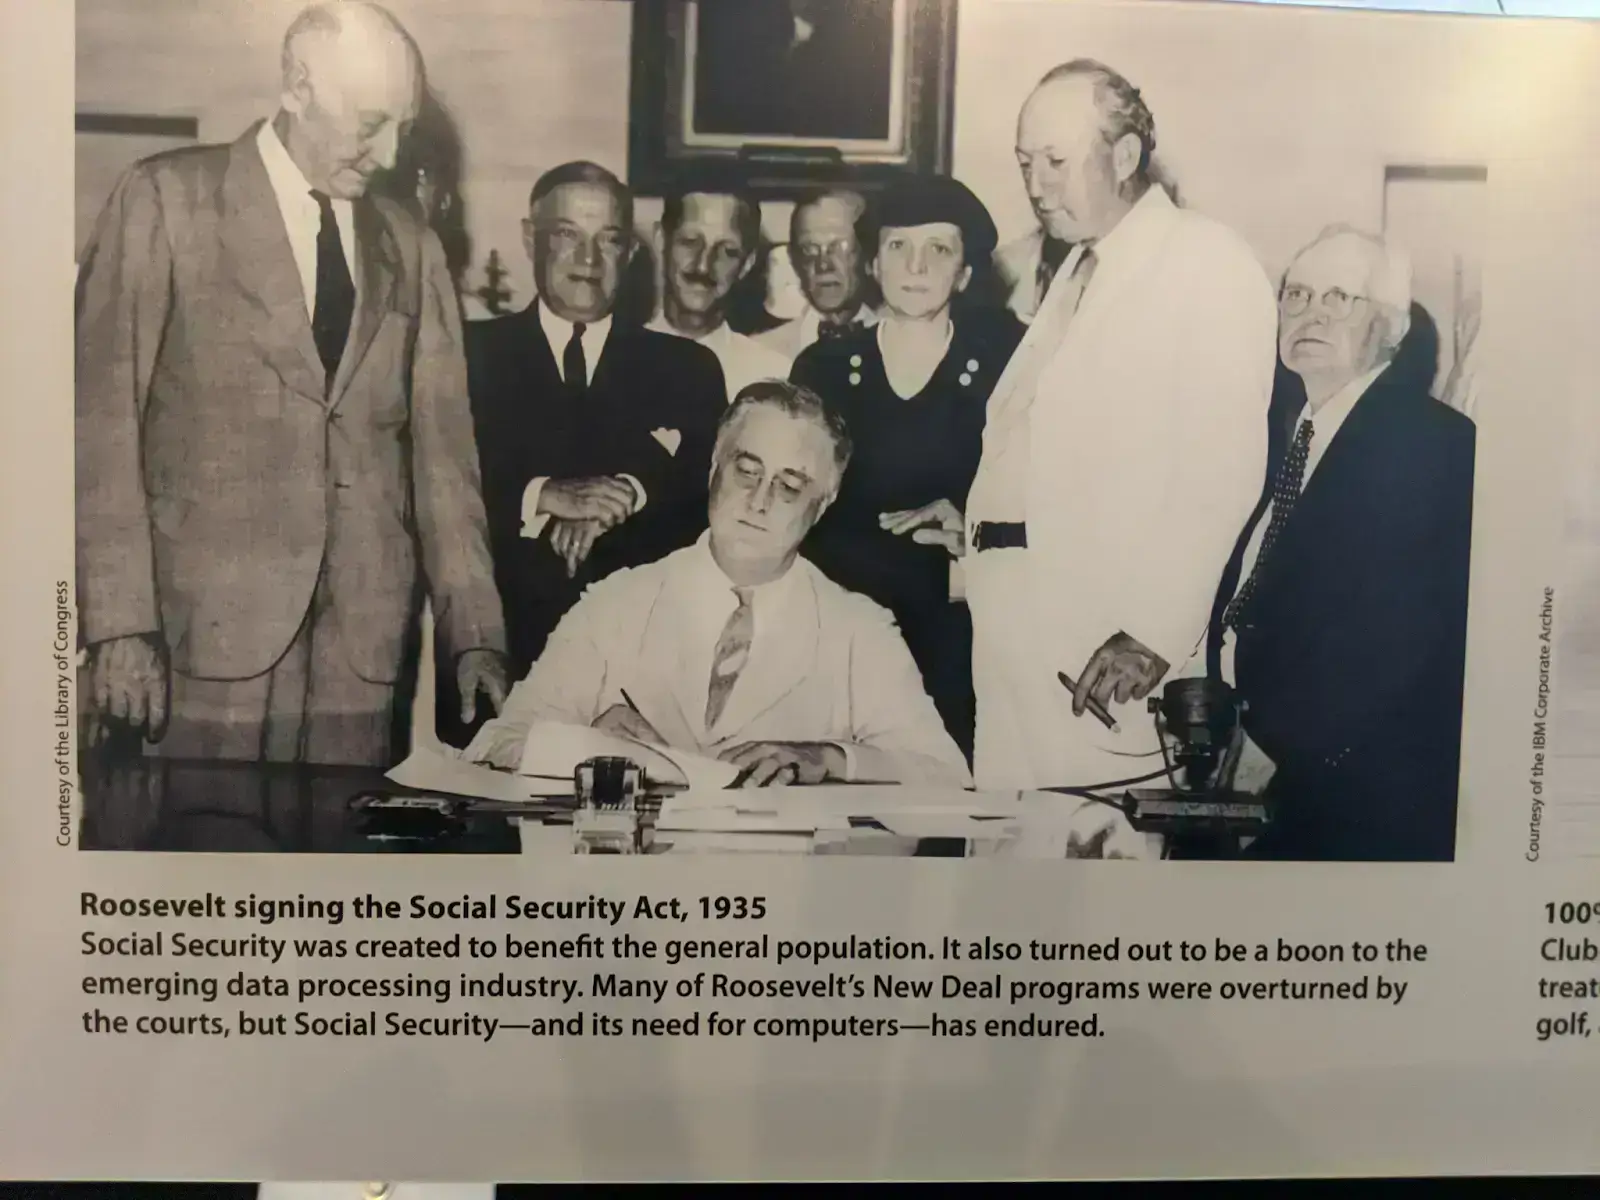 Courtesy of the Library of Congress
Roosevelt signing the Social Security Act, 1935
Social Security was created to benefit the general population. It also turned out to be a boon to the
emerging data processing industry. Many of Roosevelt’s New Deal programs were overturned by
the courts, but Social Security—and its need for computers—has endured.
Courtesy of the IBM Corporate Archive
100%
Club
treat
golf,